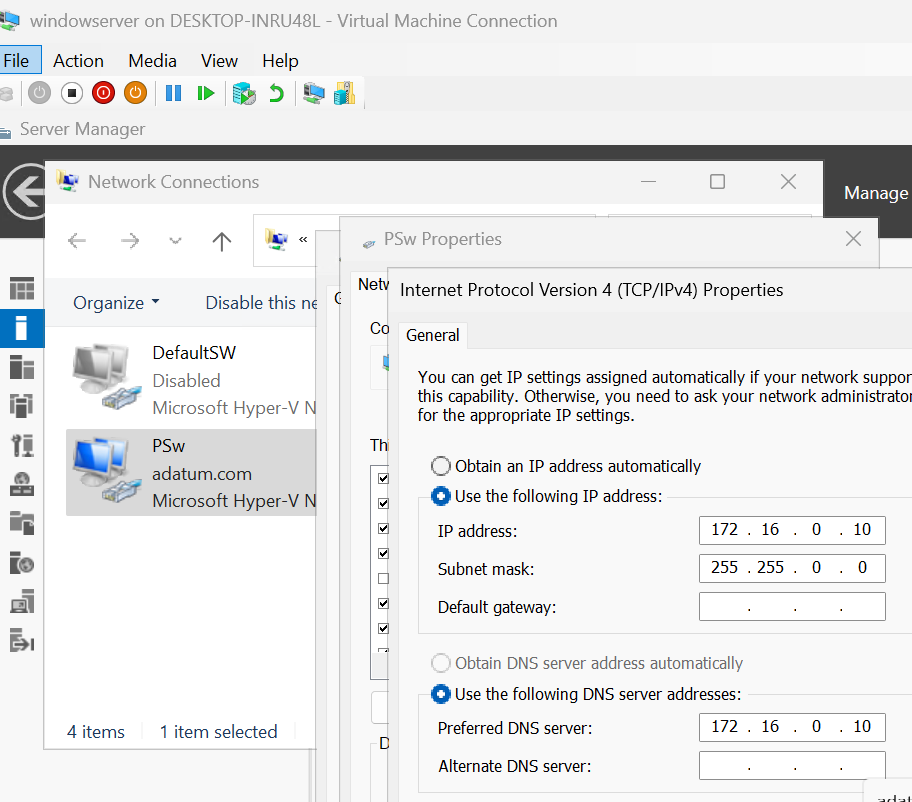 windowserver on DESKTOP-INRU48L - Virtual Machine Connection
File Action Media View Help
Server Manager
Network Connections
Manage
«
PSw Properties
Netw
Internet Protocol Version 4 (TCP/IPv4) Properties
Organize Disable this ne
Co
General
DefaultSW
Disabled
Microsoft Hyper-V N
You can get IP settings assigned automatically if your network suppor
this capability. Otherwise, you need to ask your network administrator
for the appropriate IP settings.
PSw
adatum.com
Microsoft Hyper-V N
Thi
Obtain an IP address automatically
Use the following IP address:
IP address: 172 . 16 . 0 . 10
Subnet mask: 255 . 255 . 0 . 0
Default gateway: . . .
Obtain DNS server address automatically
Use the following DNS server addresses:
Preferred DNS server: 172 . 16 . 0 . 10
Alternate DNS server: . . .
4 items 1 item selected
D